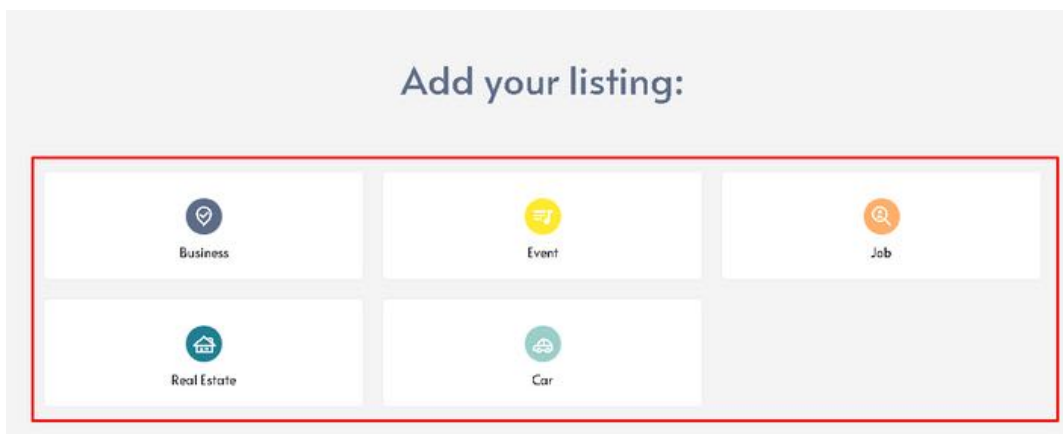 Add your listing:
Business
Event
Job
Real Estate
Car